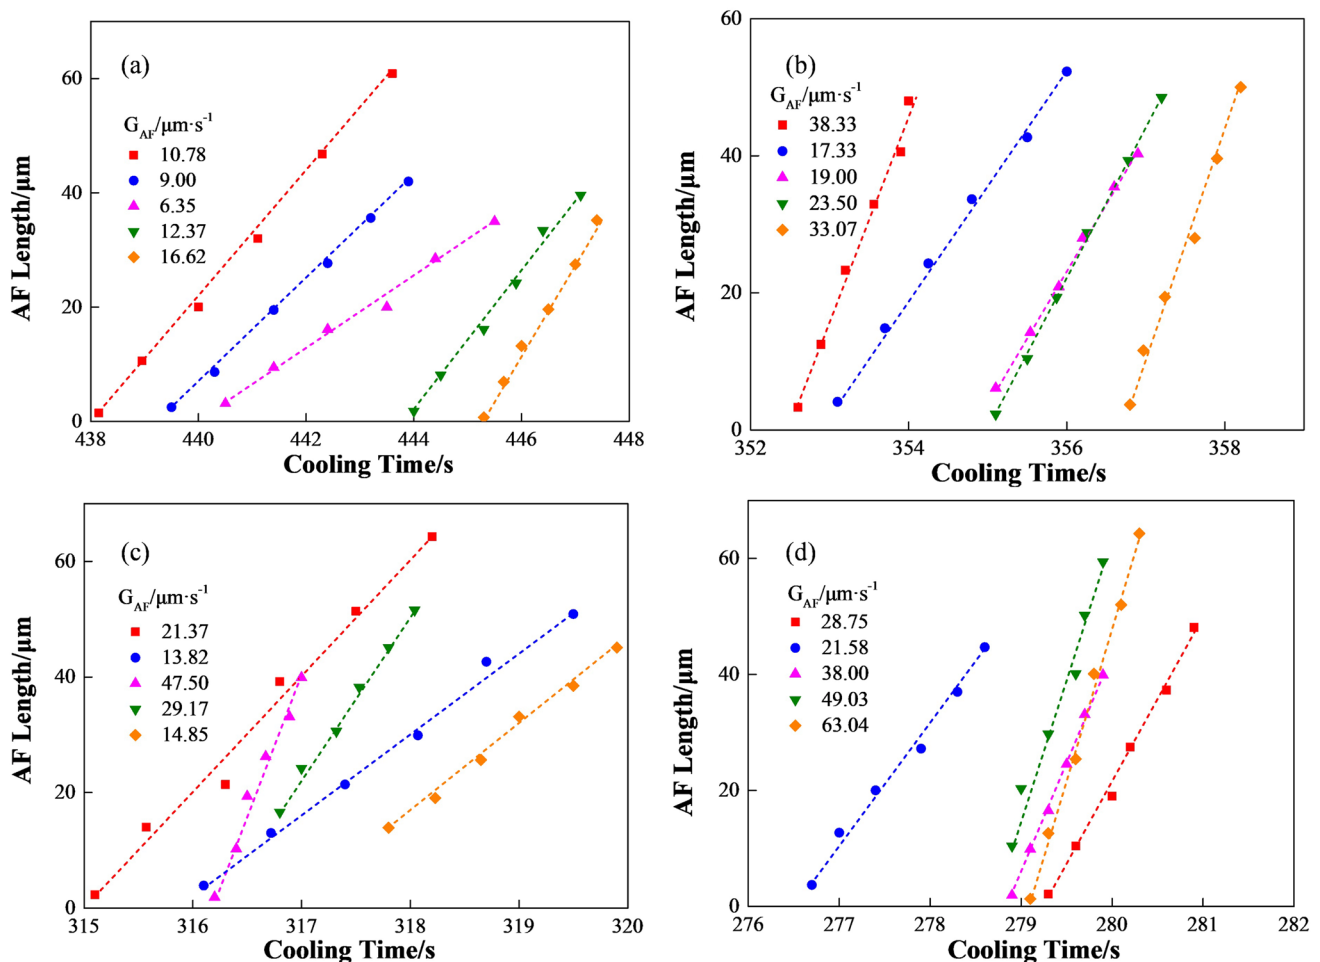 (a)
G_AF/μm·s⁻¹
10.78
9.00
6.35
12.37
16.62
60
40
20
0
AF Length/μm
438 440 442 444 446 448
Cooling Time/s
(b)
G_AF/μm·s⁻¹
38.33
17.33
19.00
23.50
33.07
60
40
20
0
AF Length/μm
352 354 356 358
Cooling Time/s
(c)
G_AF/μm·s⁻¹
21.37
13.82
47.50
29.17
14.85
60
40
20
0
AF Length/μm
315 316 317 318 319 320
Cooling Time/s
(d)
G_AF/μm·s⁻¹
28.75
21.58
38.00
49.03
63.04
60
40
20
0
AF Length/μm
276 277 278 279 280 281 282
Cooling Time/s